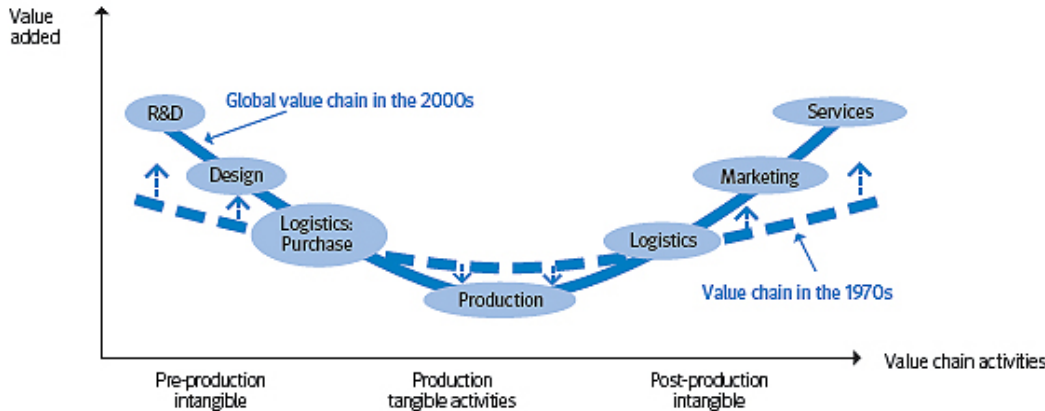 Value
added
R&D
Global value chain in the 2000s
Services
Design
Marketing
Logistics:
Purchase
Logistics
Production
Value chain in the 1970s
Value chain activities
Pre-production
intangible
Production
tangible activities
Post-production
intangible